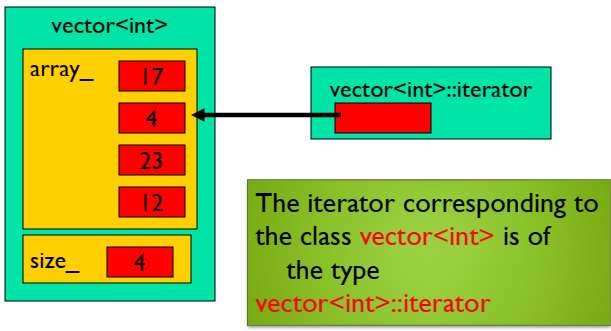 vector<int>
array_
17
4
23
12
size_
4
vector<int>::iterator
The iterator corresponding to
the class vector<int> is of
the type
vector<int>::iterator